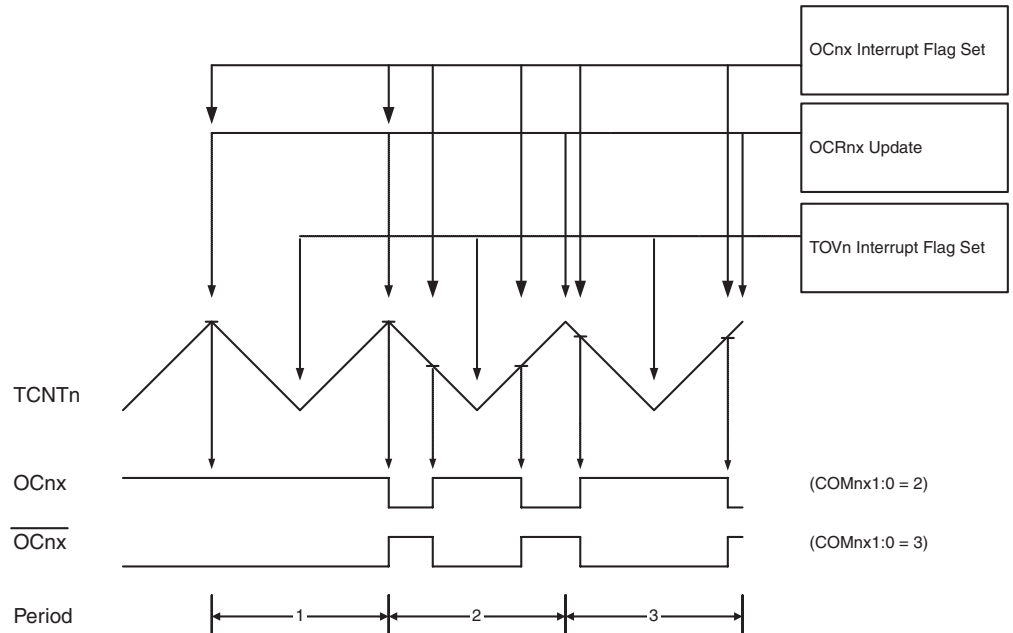 OCnx Interrupt Flag Set
OCRnx Update
TOVn Interrupt Flag Set
TCNTn
OCnx
(COMnx1:0 = 2)
OCnx
(COMnx1:0 = 3)
Period
1
2
3